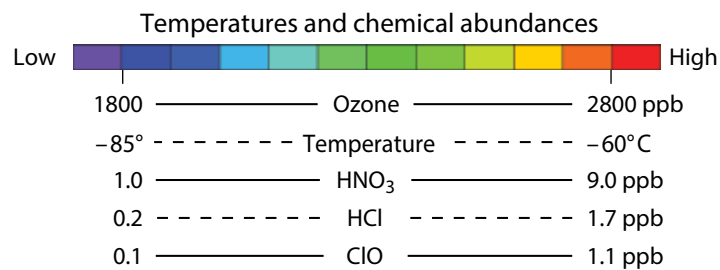 Temperatures and chemical abundances
Low High
1800 Ozone 2800 ppb
–85° Temperature –60°C
1.0 HNO₃ 9.0 ppb
0.2 HCl 1.7 ppb
0.1 ClO 1.1 ppb